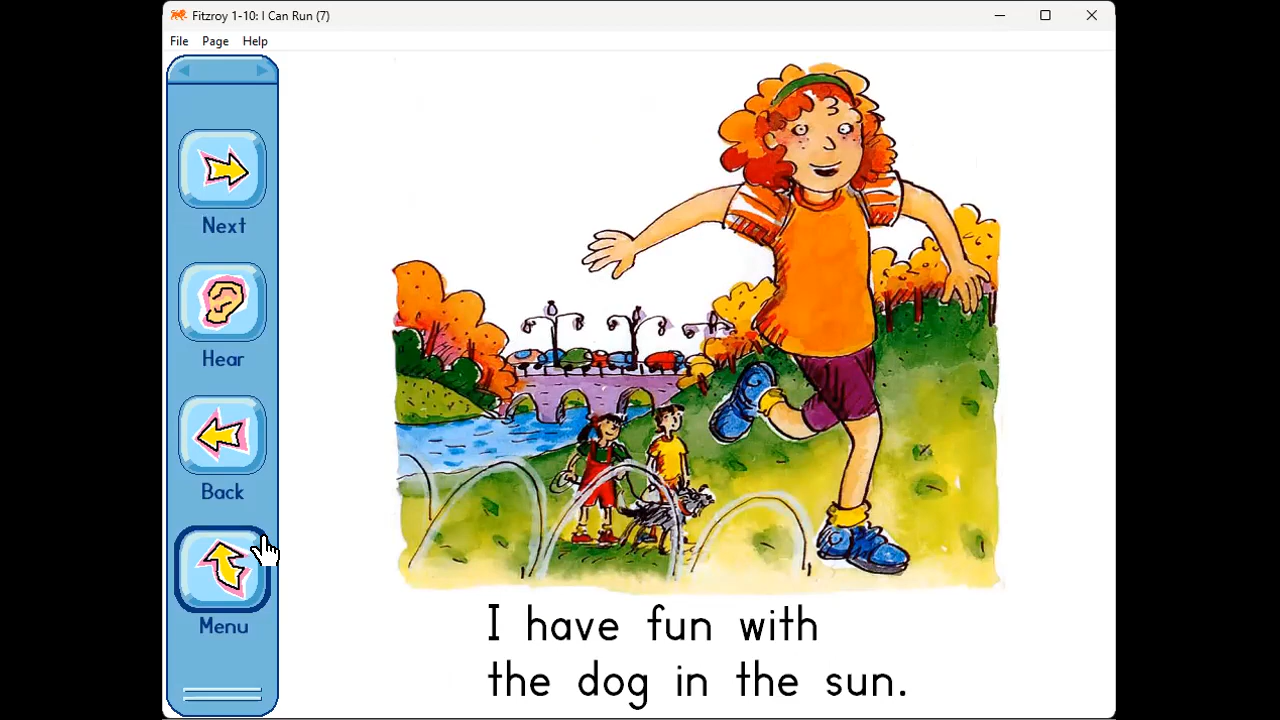 Fitzroy 1-10: I Can Run (7)
File Page Help
Next
Hear
Back
Menu
I have fun with
the dog in the sun.